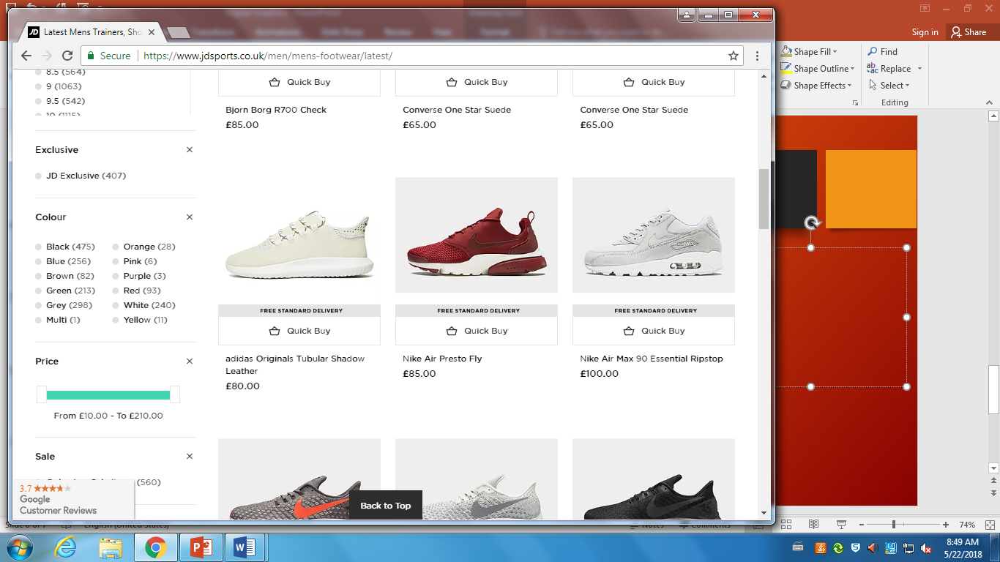 Sign in
Share
Latest Mens Trainers, Sho
Secure
https://www.jdsports.co.uk/men/mens-footwear/latest/
Shape Fill
Shape Outline
Shape Effects
Find
Replace
Select
Editing
8.5 (564)
9 (1063)
9.5 (542)
10 (1115)
Exclusive
JD Exclusive (407)
Colour
Black (475)
Orange (28)
Blue (256)
Pink (6)
Brown (82)
Purple (3)
Green (213)
Red (93)
Grey (298)
White (240)
Multi (1)
Yellow (11)
Price
From £10.00 - To £210.00
Sale
(560)
3.7
Google
Customer Reviews
Quick Buy
Quick Buy
Quick Buy
Bjorn Borg R700 Check
£85.00
Converse One Star Suede
£65.00
Converse One Star Suede
£65.00
FREE STANDARD DELIVERY
FREE STANDARD DELIVERY
FREE STANDARD DELIVERY
Quick Buy
Quick Buy
Quick Buy
adidas Originals Tubular Shadow
Leather
£80.00
Nike Air Presto Fly
£85.00
Nike Air Max 90 Essential Ripstop
£100.00
Back to Top
English (United States)
Notes
Comments
74%
8:49 AM
5/22/2018